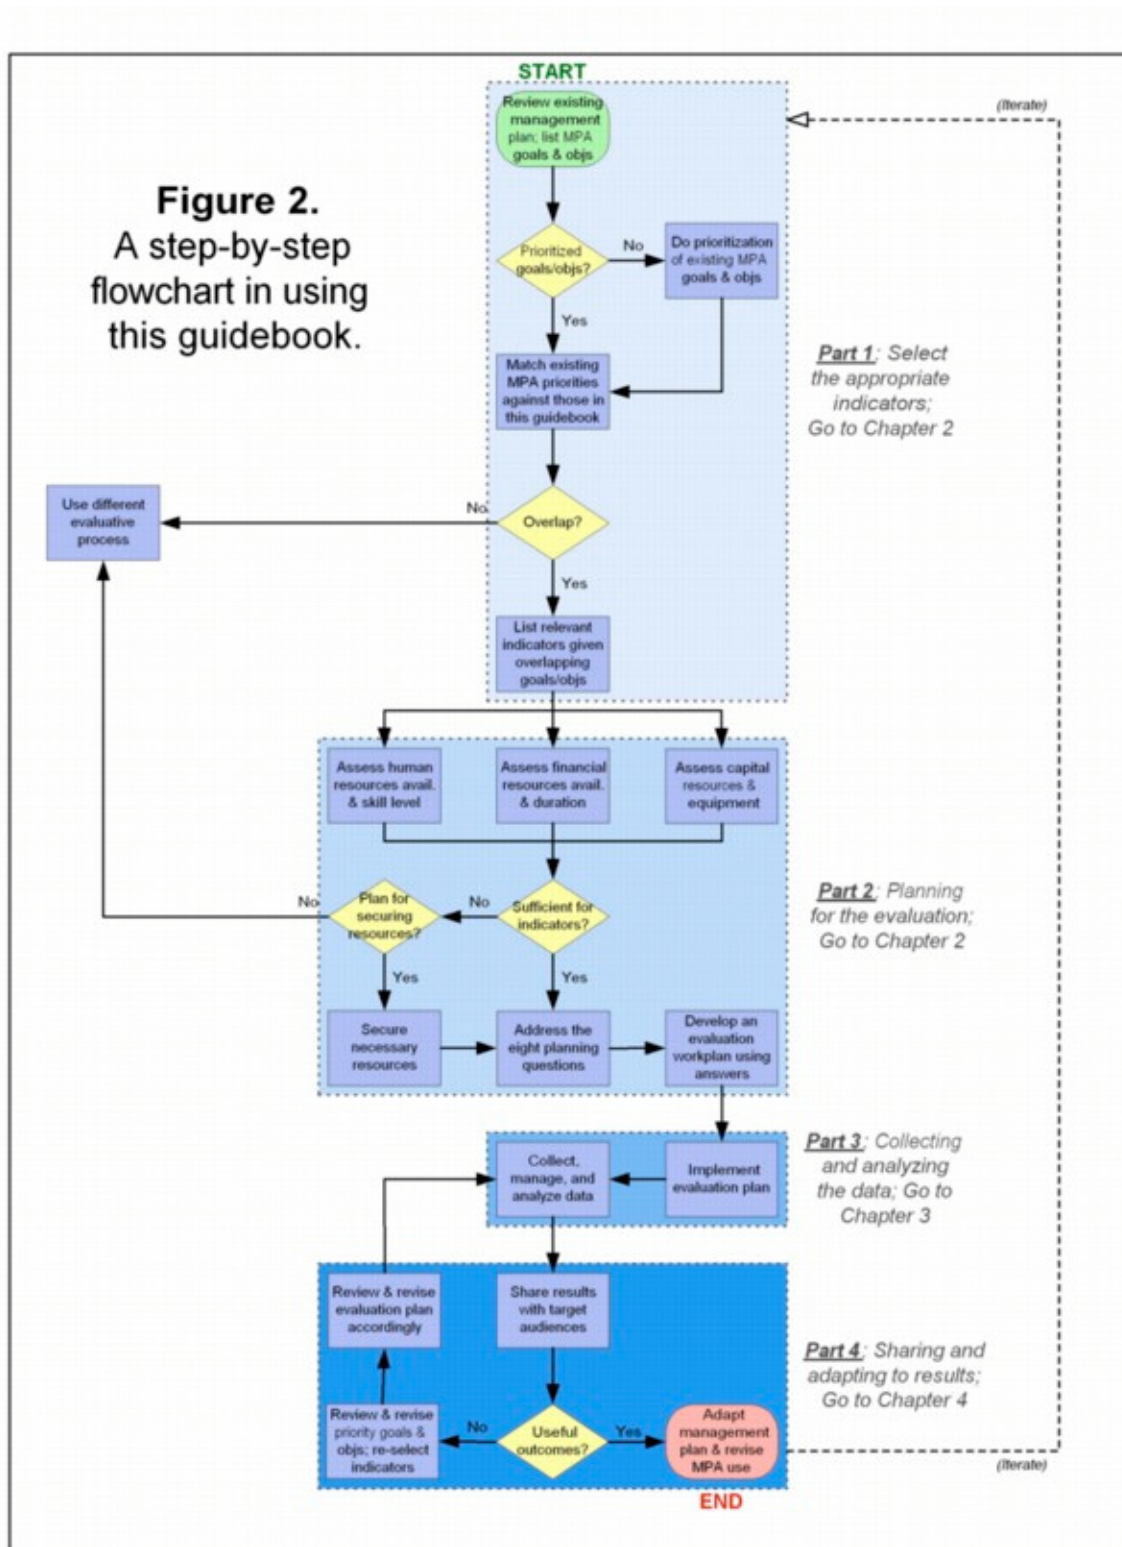 START
(Iterate)
Review existing
management
plan; list MPA
goals & objs
Figure 2.
A step-by-step
flowchart in using
this guidebook.
Prioritized
goals/objs?
No
Do prioritization
of existing MPA
goals & objs
Yes
Match existing
MPA priorities
against those in
this guidebook
Part 1; Select
the appropriate
indicators;
Go to Chapter 2
Use different
evaluative
process
No
Overlap?
Yes
List relevant
indicators given
overlapping
goals/objs
Assess human
resources avail.
& skill level
Assess financial
resources avail.
& duration
Assess capital
resources &
equipment
No
Plan for
securing
resources?
No
Sufficient for
indicators?
Part 2; Planning
for the evaluation;
Go to Chapter 2
Yes
Yes
Secure
necessary
resources
Address the
eight planning
questions
Develop an
evaluation
workplan using
answers
Collect,
manage, and
analyze data
Implement
evaluation plan
Part 3; Collecting
and analyzing
the data; Go to
Chapter 3
Review & revise
evaluation plan
accordingly
Share results
with target
audiences
Part 4; Sharing and
adapting to results;
Go to Chapter 4
Review & revise
priority goals &
objs; re-select
indicators
No
Useful
outcomes?
Yes
Adapt
management
plan & revise
MPA use
(Iterate)
END